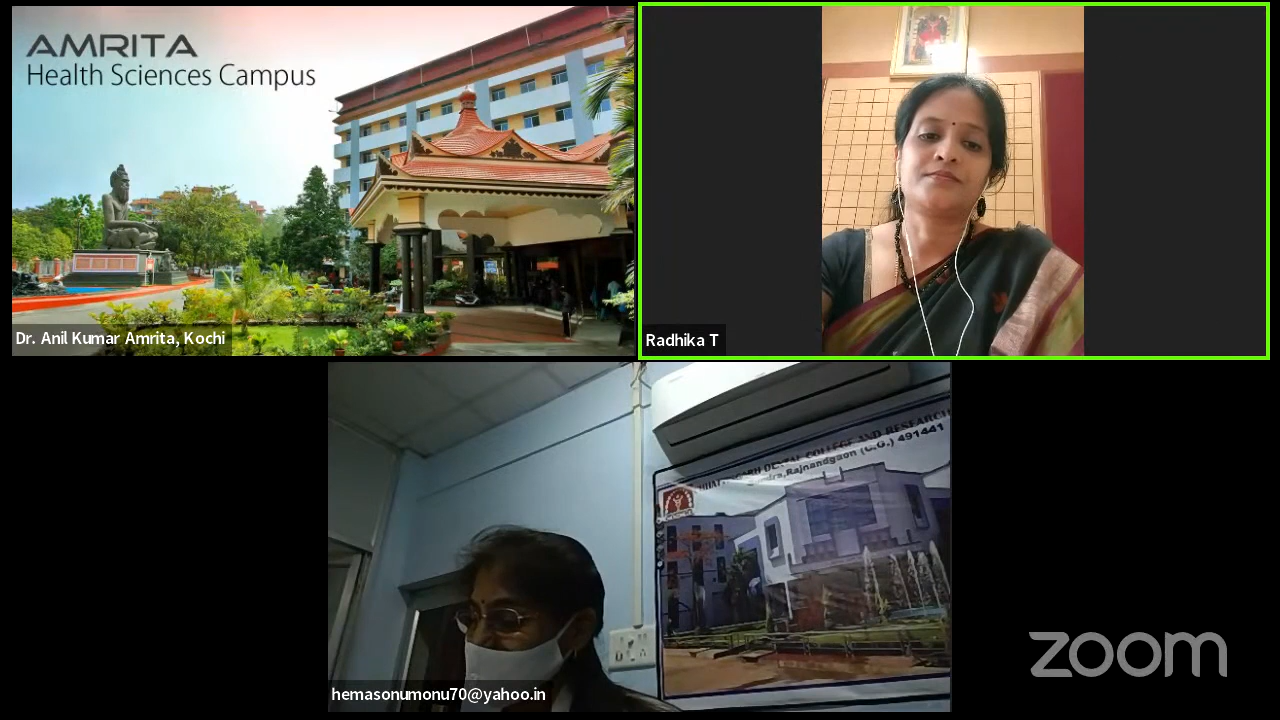 AMRITA
Health Sciences Campus
Dr. Anil Kumar Amrita, Kochi
Radhika T
DENTAL COLLEGE AND RESEARCH
Rajnandgaon (C.G.) 491441
hemasonumonu70@yahoo.in
zoom